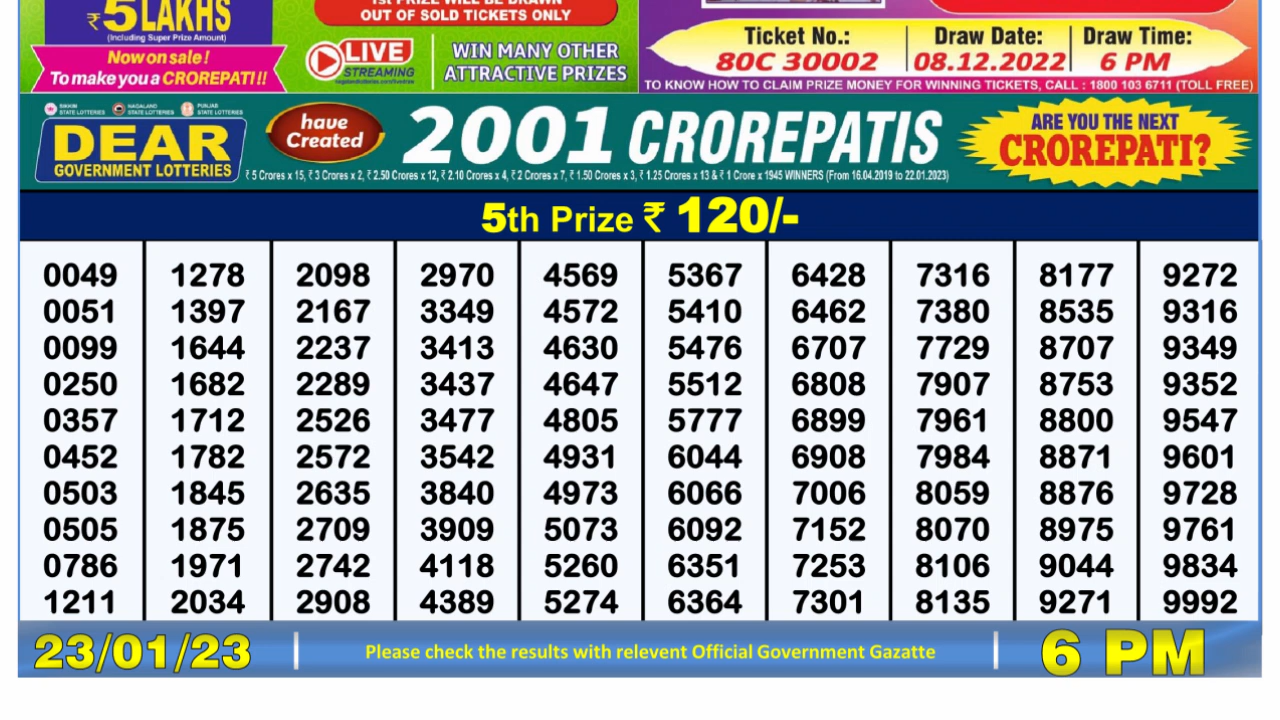 ₹5LAKHS
(Including Super Prize Amount)
Now on sale !
To make you a CROREPATI !!
1st PRIZE WILL BE DRAWN
OUT OF SOLD TICKETS ONLY
LIVE
STREAMING
WIN MANY OTHER
ATTRACTIVE PRIZES
Ticket No.: Draw Date: Draw Time:
80C 30002 08.12.2022 6 PM
TO KNOW HOW TO CLAIM PRIZE MONEY FOR WINNING TICKETS, CALL : 1800 103 6711 (TOLL FREE)
SIKKIM STATE LOTTERIES NAGALAND STATE LOTTERIES PUNJAB STATE LOTTERIES
DEAR
GOVERNMENT LOTTERIES
have
Created
2001 CROREPATIS
₹ 5 Crores x 15, ₹ 3 Crores x 2, ₹ 2.50 Crores x 12, ₹ 2.10 Crores x 4, ₹ 2 Crores x 7, ₹ 1.50 Crores x 3, ₹ 1.25 Crores x 13 & ₹ 1 Crore x 1945 WINNERS (From 16.04.2019 to 22.01.2023)
ARE YOU THE NEXT
CROREPATI?
5th Prize ₹ 120/-
0049 1278 2098 2970 4569 5367 6428 7316 8177 9272
0051 1397 2167 3349 4572 5410 6462 7380 8535 9316
0099 1644 2237 3413 4630 5476 6707 7729 8707 9349
0250 1682 2289 3437 4647 5512 6808 7907 8753 9352
0357 1712 2526 3477 4805 5777 6899 7961 8800 9547
0452 1782 2572 3542 4931 6044 6908 7984 8871 9601
0503 1845 2635 3840 4973 6066 7006 8059 8876 9728
0505 1875 2709 3909 5073 6092 7152 8070 8975 9761
0786 1971 2742 4118 5260 6351 7253 8106 9044 9834
1211 2034 2908 4389 5274 6364 7301 8135 9271 9992
23/01/23 Please check the results with relevent Official Government Gazatte 6 PM